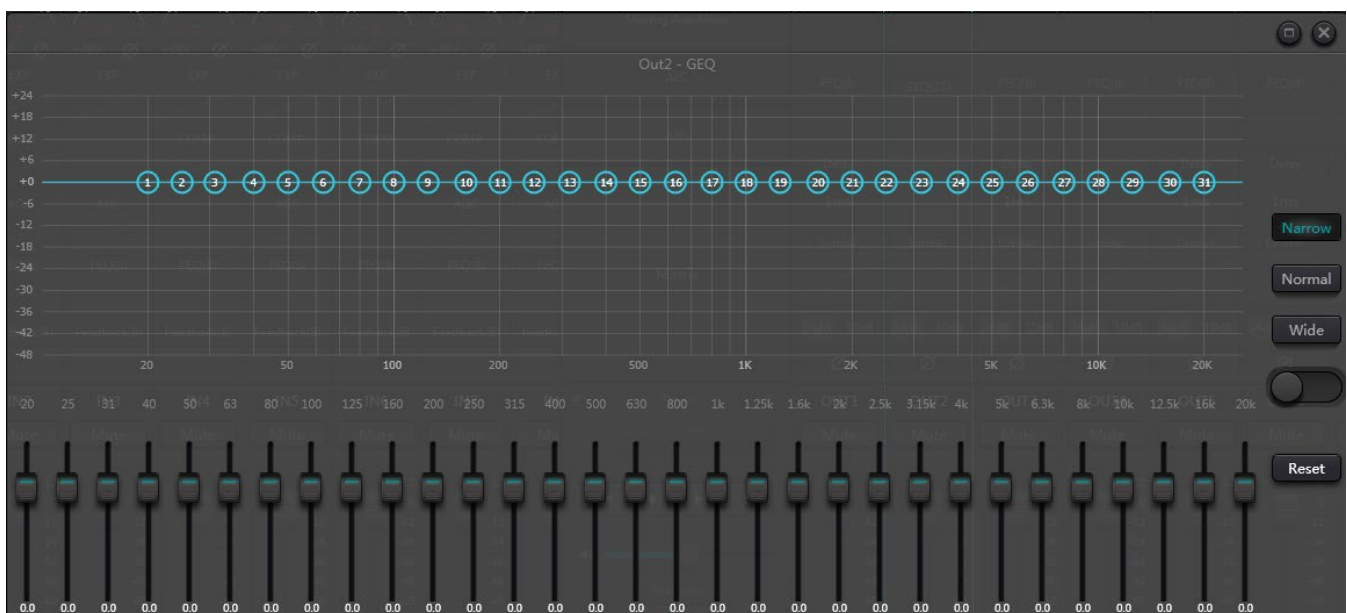 Out2 - GEQ
+24
+18
+12
+6
+0
-6
-12
-18
-24
-30
-36
-42
-48
1 2 3 4 5 6 7 8 9 10 11 12 13 14 15 16 17 18 19 20 21 22 23 24 25 26 27 28 29 30 31
20 50 100 200 500 1K 2K 5K 10K 20K
Narrow
Normal
Wide
20 25 31 40 50 63 80 100 125 160 200 250 315 400 500 630 800 1k 1.25k 1.6k 2k 2.5k 3.15k 4k 5k 6.3k 8k 10k 12.5k 16k 20k
Reset
0.0 0.0 0.0 0.0 0.0 0.0 0.0 0.0 0.0 0.0 0.0 0.0 0.0 0.0 0.0 0.0 0.0 0.0 0.0 0.0 0.0 0.0 0.0 0.0 0.0 0.0 0.0 0.0 0.0 0.0 0.0